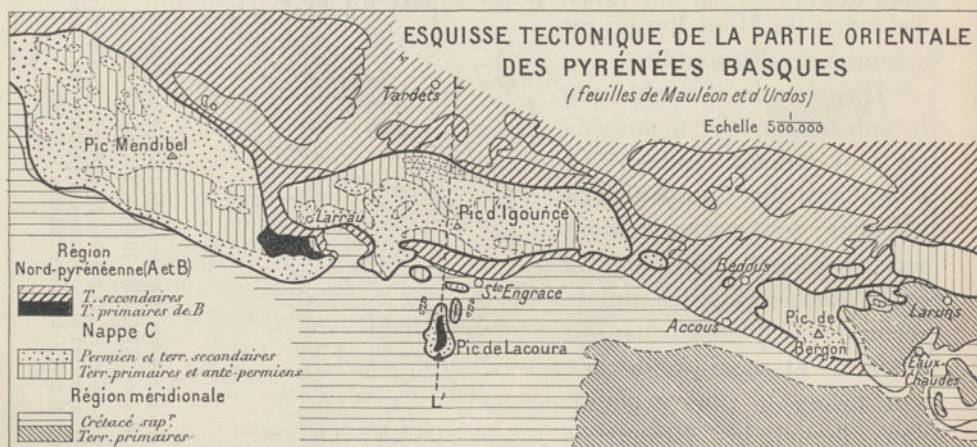 ESQUISSE TECTONIQUE DE LA PARTIE ORIENTALE
DES PYRÉNÉES BASQUES
(feuilles de Mauléon et d'Urdos)
Echelle 1/500.000
Tardets
L
Pic Mendibel
Larrau
Pic d'Igounce
Ste Engrace
Pic de Lacoura
L'
Bedous
Accous
Pic de
Bergon
Laruns
Eaux-
Chaudes
Région
Nord-pyrénéenne (A et B)
T. secondaires
T. primaires de B
Nappe C
Permien et terr. secondaires
Terr. primaires et anté-permiens
Région méridionale
Crétacé supr.
Terr. primaires